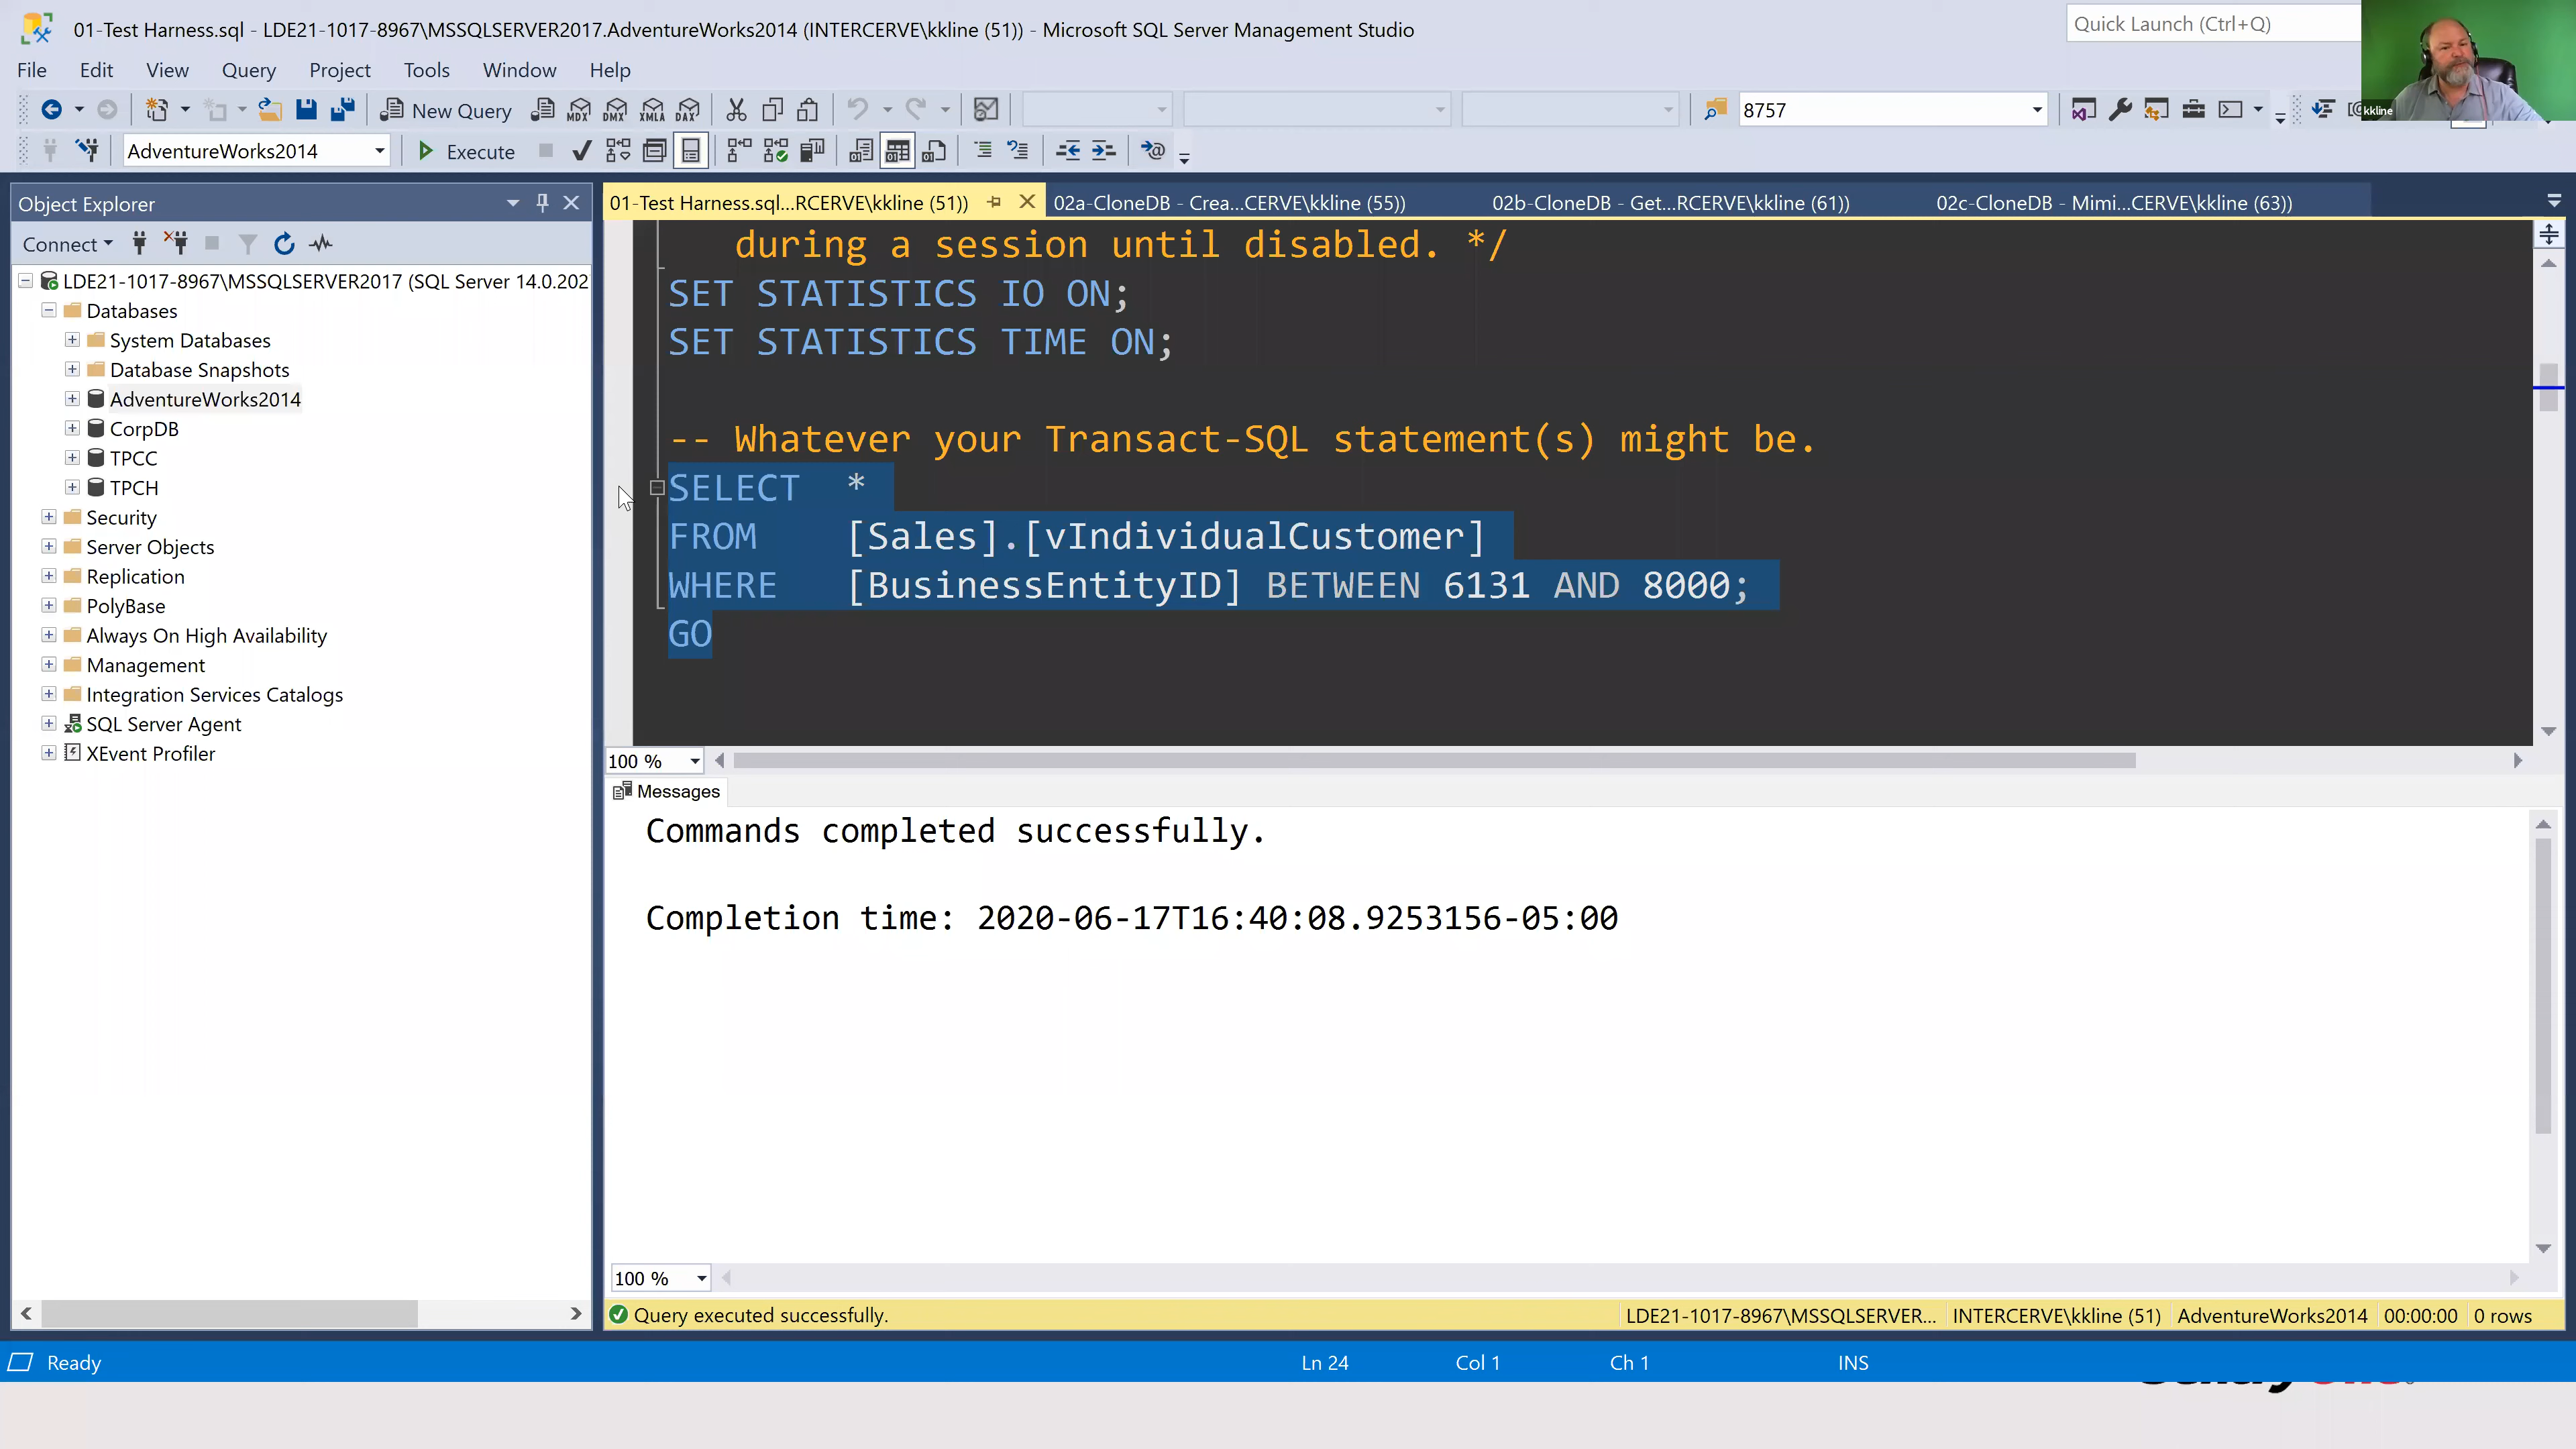 01-Test Harness.sql - LDE21-1017-8967\MSSQLSERVER2017.AdventureWorks2014 (INTERCERVE\kkline (51)) - Microsoft SQL Server Management Studio
Quick Launch (Ctrl+Q)
File Edit View Query Project Tools Window Help
New Query
MDX DMX XMLA DAX
8757
kkline
AdventureWorks2014
Execute
Object Explorer
Connect
LDE21-1017-8967\MSSQLSERVER2017 (SQL Server 14.0.202
Databases
System Databases
Database Snapshots
AdventureWorks2014
CorpDB
TPCC
TPCH
Security
Server Objects
Replication
PolyBase
Always On High Availability
Management
Integration Services Catalogs
SQL Server Agent
XEvent Profiler
01-Test Harness.sql...RCERVE\kkline (51))
02a-CloneDB - Crea...CERVE\kkline (55))
02b-CloneDB - Get...RCERVE\kkline (61))
02c-CloneDB - Mimi...CERVE\kkline (63))
during a session until disabled. */
SET STATISTICS IO ON;
SET STATISTICS TIME ON;
-- Whatever your Transact-SQL statement(s) might be.
SELECT *
FROM [Sales].[vIndividualCustomer]
WHERE [BusinessEntityID] BETWEEN 6131 AND 8000;
GO
100 %
Messages
Commands completed successfully.
Completion time: 2020-06-17T16:40:08.9253156-05:00
100 %
Query executed successfully.
LDE21-1017-8967\MSSQLSERVER... INTERCERVE\kkline (51) AdventureWorks2014 00:00:00 0 rows
Ready
Ln 24 Col 1 Ch 1 INS